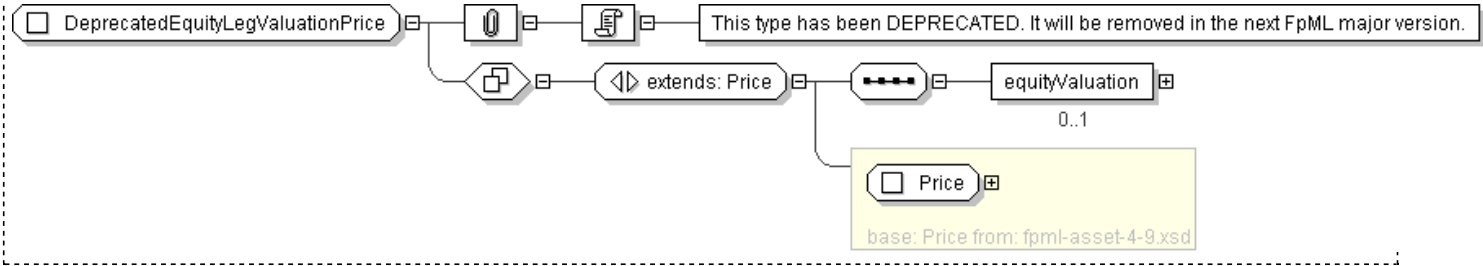 DeprecatedEquityLegValuationPrice
This type has been DEPRECATED. It will be removed in the next FpML major version.
extends: Price
equityValuation
0..1
Price
base: Price from: fpml-asset-4-9.xsd